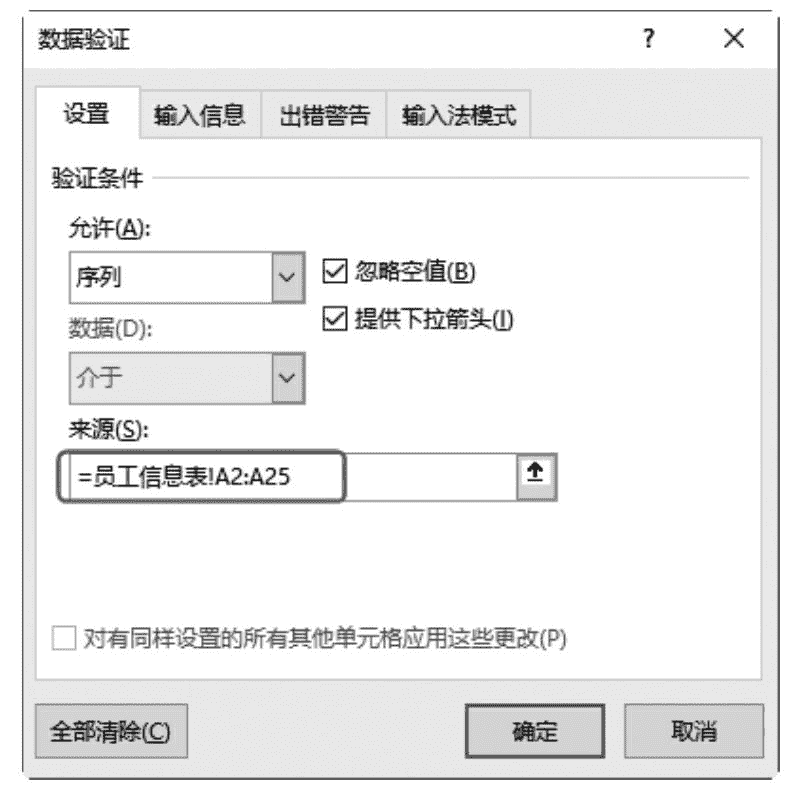 数据验证 ?
设置 输入信息 出错警告 输入法模式
验证条件
允许(A):
序列 忽略空值(B)
数据(D): 提供下拉箭头(I)
介于
来源(S):
=员工信息表!A2:A25
对有同样设置的所有其他单元格应用这些更改(P)
全部清除(C) 确定 取消